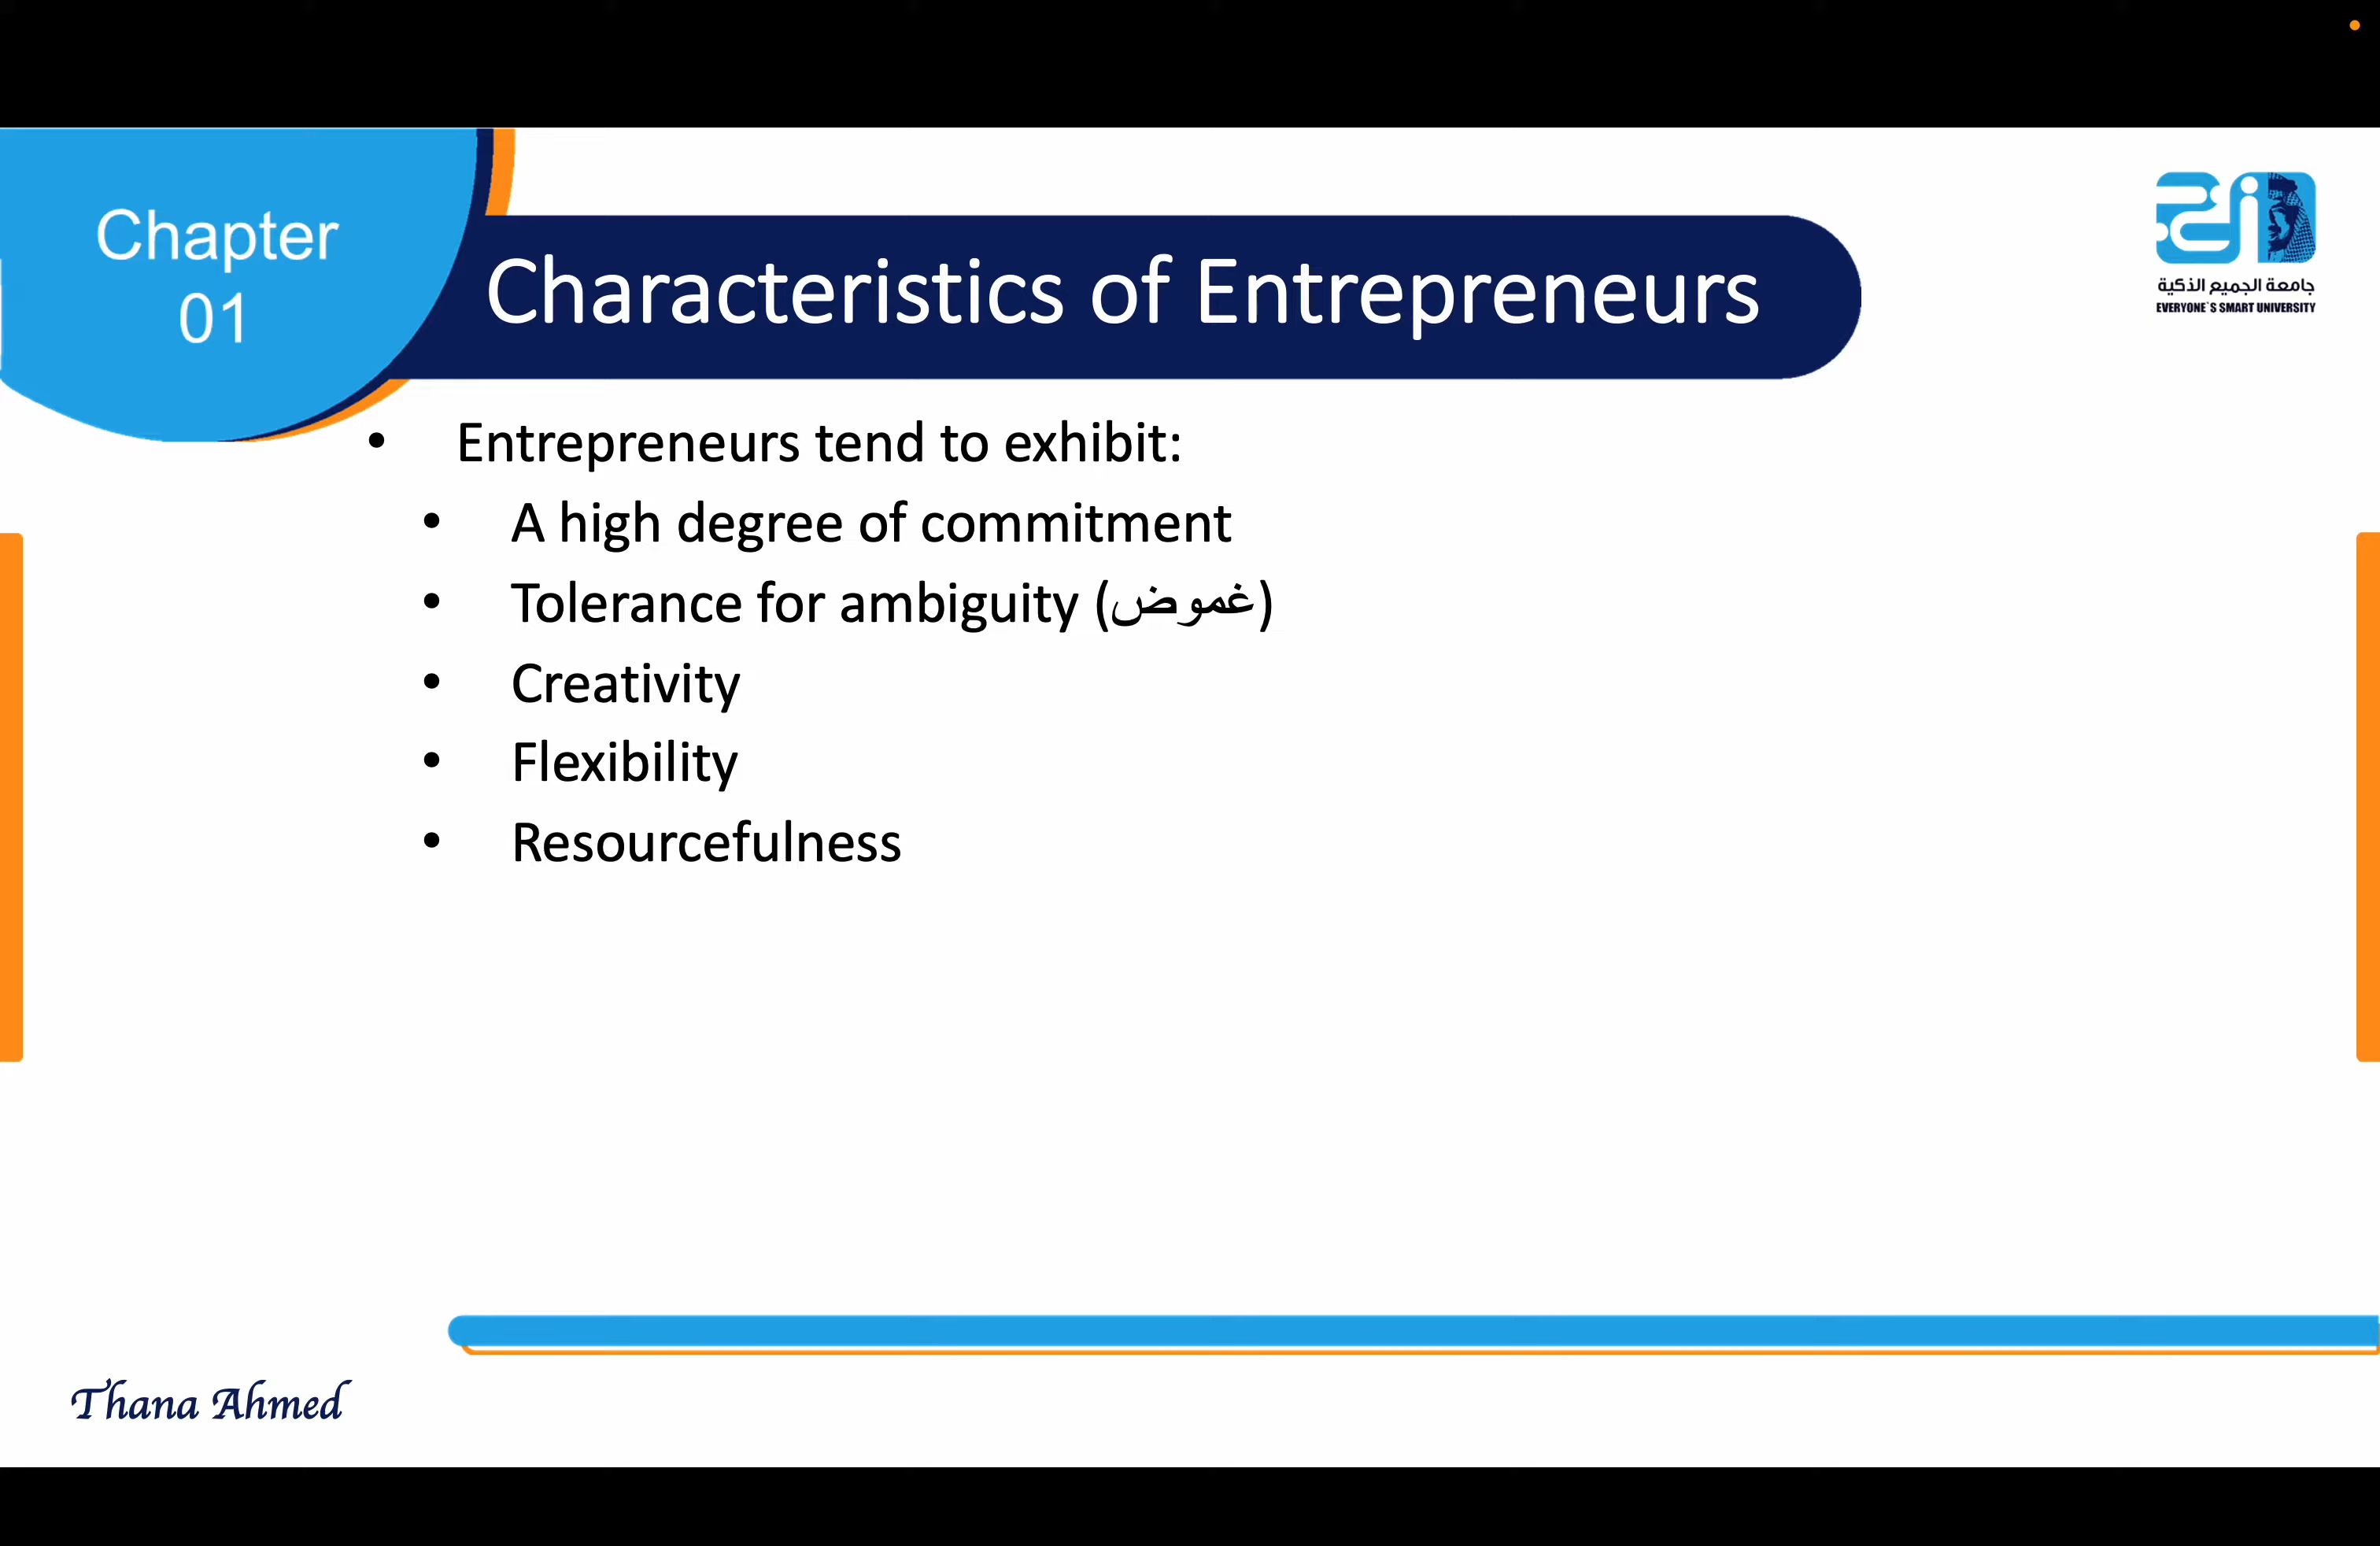 Chapter
01
Characteristics of Entrepreneurs
جامعة الجميع الذكية
EVERYONE`S SMART UNIVERSITY
• Entrepreneurs tend to exhibit:
• A high degree of commitment
• Tolerance for ambiguity (غموض)
• Creativity
• Flexibility
• Resourcefulness
Thana Ahmed